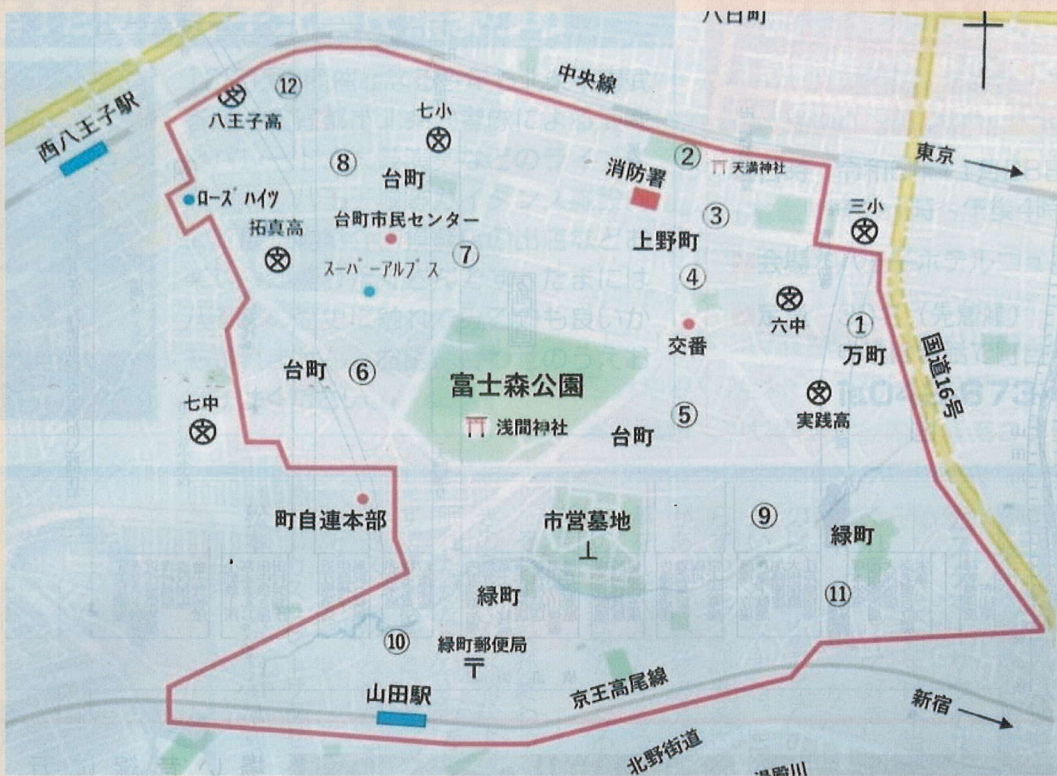 八日町
中央線
西八王子駅
⑫
八王子高
七小
⑧
台町
②
天満神社
消防署
東京
ローズハイツ
拓真高
台町市民センター
⑦
スーパーアルプス
③
上野町
三小
④
六中
①
万町
交番
国道16号
台町
⑥
富士森公園
七中
浅間神社
⑤
台町
実践高
町自連本部
市営墓地
⑨
緑町
緑町
⑪
⑩
緑町郵便局
山田駅
京王高尾線
新宿
北野街道
湯殿川